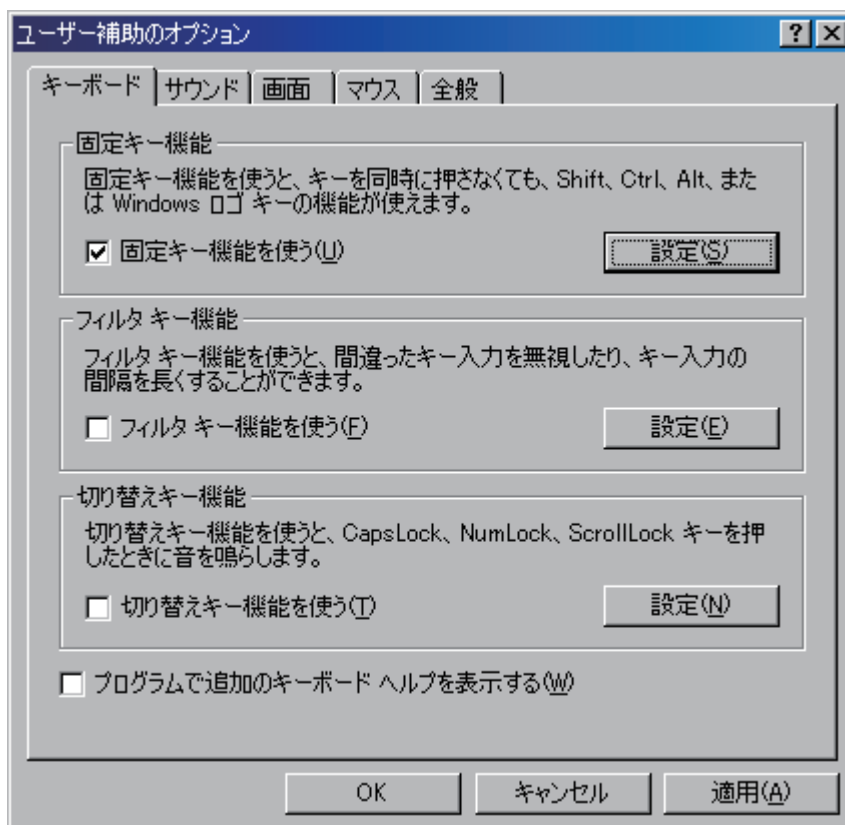 ユーザー補助のオプション
キーボード サウンド 画面 マウス 全般
固定キー機能
固定キー機能を使うと、キーを同時に押さなくても、Shift、Ctrl、Alt、また
は Windows ロゴ キーの機能が使えます。
固定キー機能を使う(U) 設定(S)
フィルタ キー機能
フィルタ キー機能を使うと、間違ったキー入力を無視したり、キー入力の
間隔を長くすることができます。
フィルタ キー機能を使う(F) 設定(E)
切り替えキー機能
切り替えキー機能を使うと、CapsLock、NumLock、ScrollLock キーを押
したときに音を鳴らします。
切り替えキー機能を使う(T) 設定(N)
プログラムで追加のキーボード ヘルプを表示する(W)
OK キャンセル 適用(A)